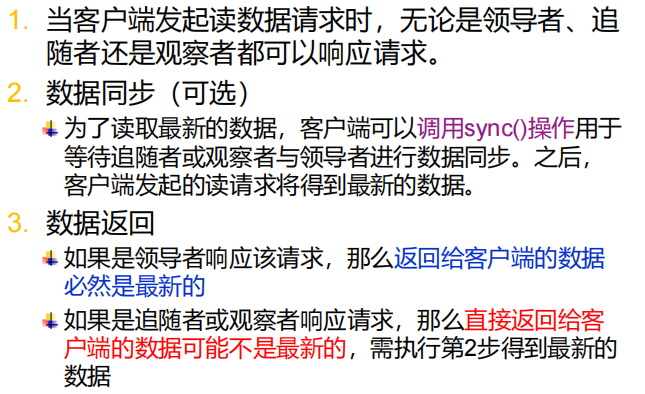 1. 当客户端发起读数据请求时，无论是领导者、追
随者还是观察者都可以响应请求。
2. 数据同步（可选）
为了读取最新的数据，客户端可以调用sync()操作用于
等待追随者或观察者与领导者进行数据同步。之后，
客户端发起的读请求将得到最新的数据。
3. 数据返回
如果是领导者响应该请求，那么返回给客户端的数据
必然是最新的
如果是追随者或观察者响应请求，那么直接返回给客
户端的数据可能不是最新的，需执行第2步得到最新的
数据